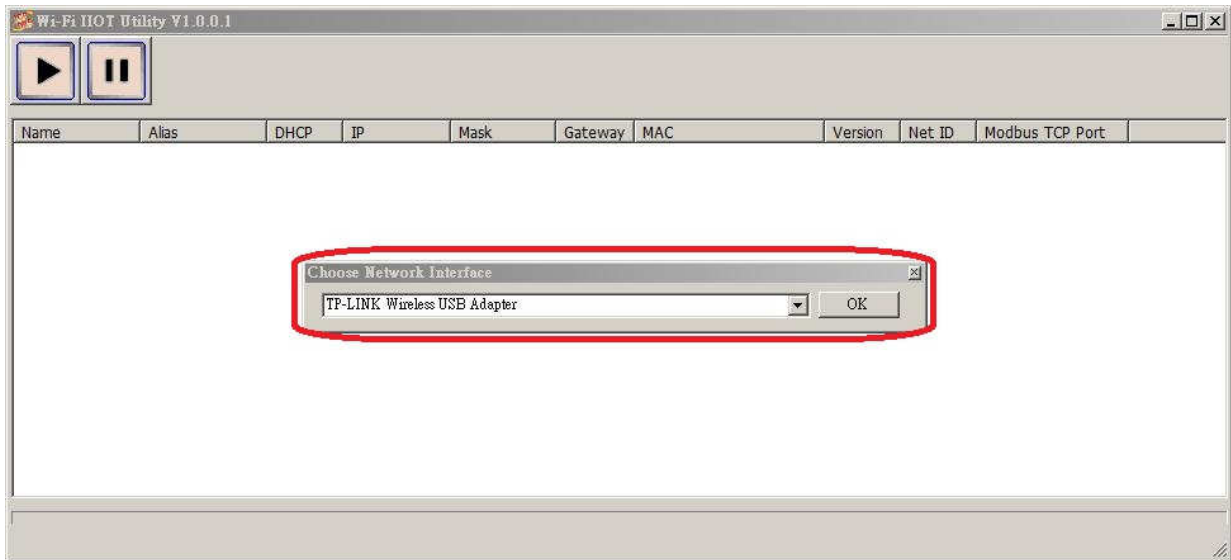 Wi-Fi IIOT Utility V1.0.0.1
Name Alias DHCP IP Mask Gateway MAC Version Net ID Modbus TCP Port
Choose Network Interface
TP-LINK Wireless USB Adapter OK